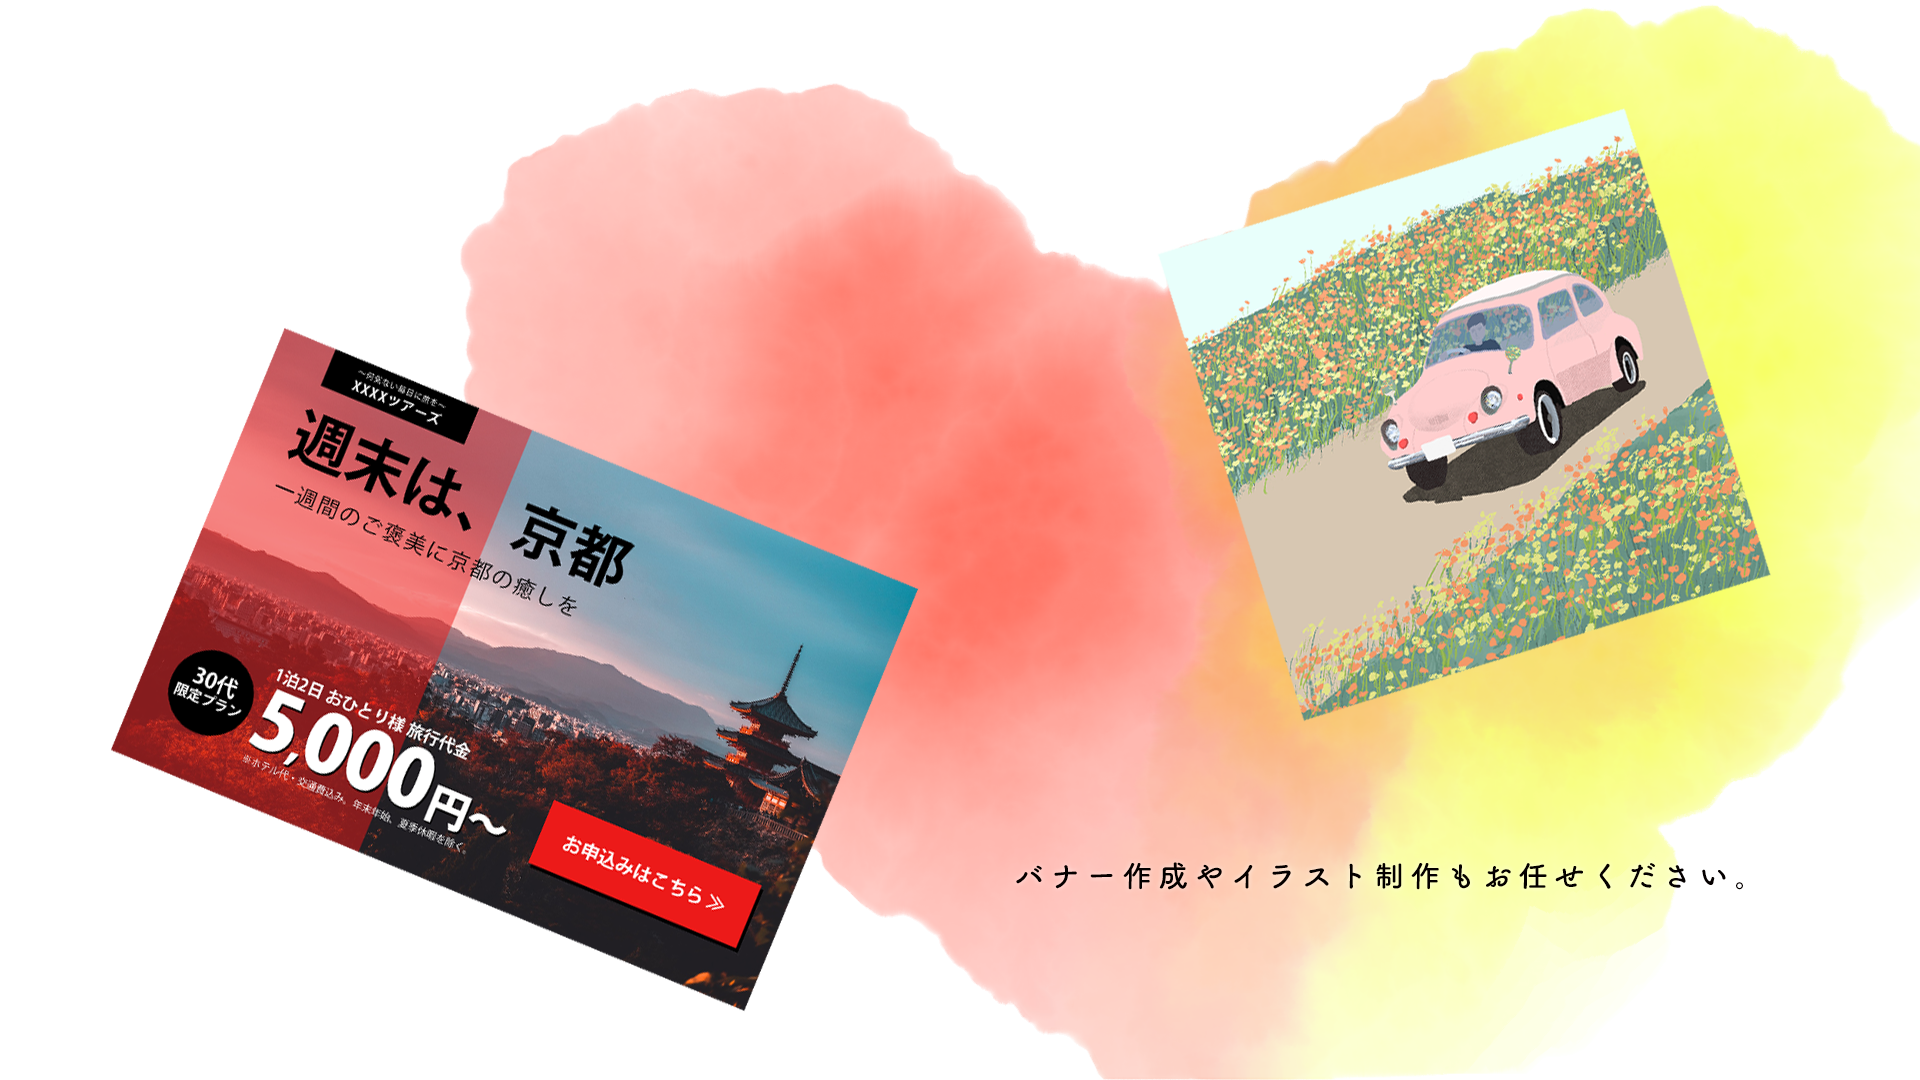 ～何気ない毎日に旅を～
XXXXツアーズ
週末は、京都
一週間のご褒美に京都の癒しを
30代
限定プラン
1泊2日 おひとり様 旅行代金
5,000円～
※ホテル代・交通費込み。年末年始、夏季休暇を除く。
お申込みはこちら
バナー作成やイラスト制作もお任せください。